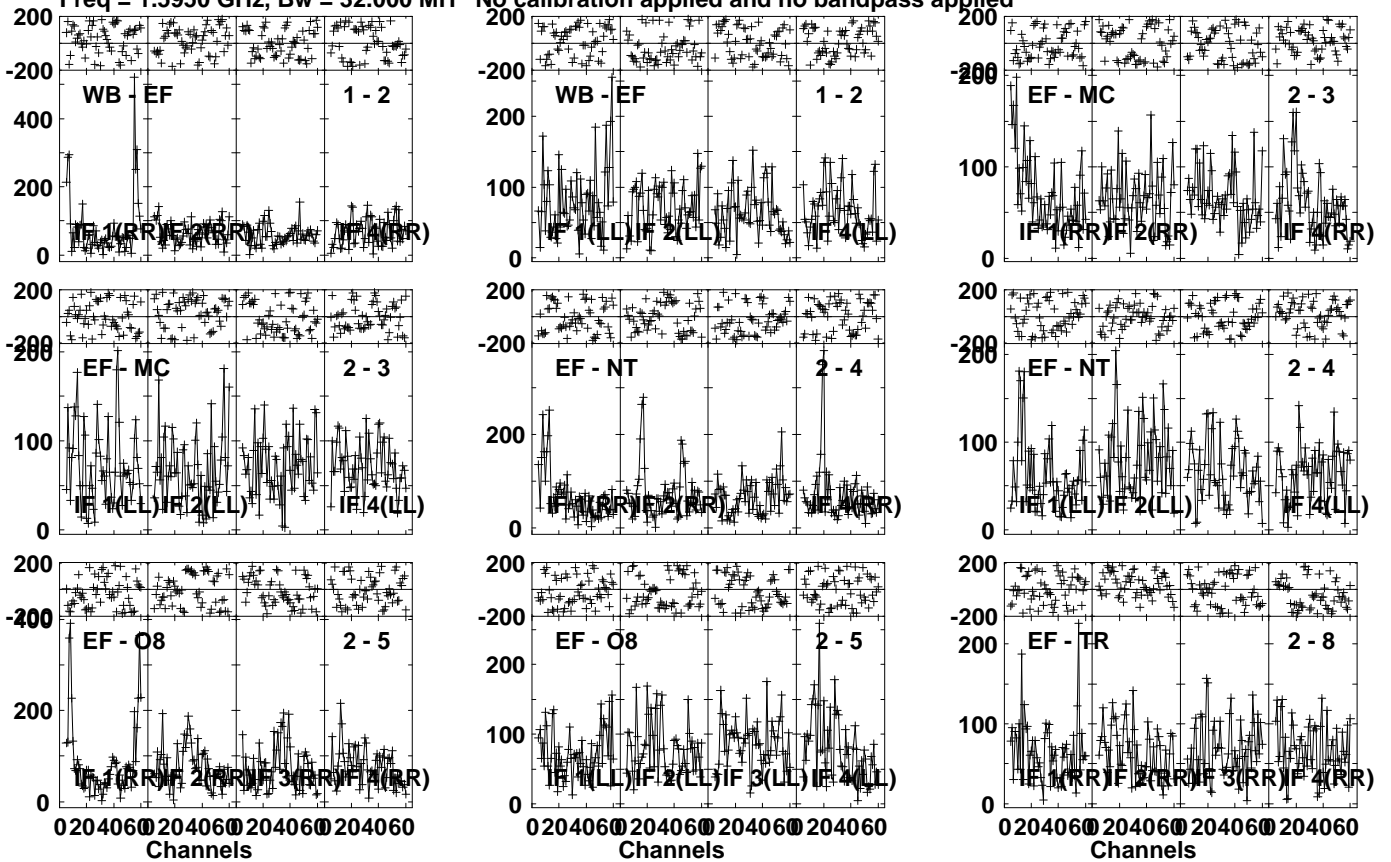 Freq = 1.5950 GHz, Bw = 32.000 MH No calibration applied and no bandpass applied
200
-200
WB - EF 1 - 2
400
200
0
IF 1(RR) IF 2(RR) IF 4(RR)
WB - EF 1 - 2
200
100
0
IF 1(LL) IF 2(LL) IF 4(LL)
200
-200
200
EF - MC 2 - 3
100
0
IF 1(RR) IF 2(RR) IF 4(RR)
200
-200
200
EF - MC 2 - 3
100
0
IF 1(LL) IF 2(LL) IF 4(LL)
200
-200
EF - NT 2 - 4
200
0
IF 1(RR) IF 2(RR) IF 4(RR)
200
-200
200
EF - NT 2 - 4
100
0
IF 1(LL) IF 2(LL) IF 4(LL)
200
-200
400
EF - O8 2 - 5
200
0
IF 1(RR) IF 2(RR) IF 3(RR) IF 4(RR)
0 20 40 60 0 20 40 60 0 20 40 60 0 20 40 60
Channels
200
-200
EF - O8 2 - 5
200
100
0
IF 1(LL) IF 2(LL) IF 3(LL) IF 4(LL)
0 20 40 60 0 20 40 60 0 20 40 60 0 20 40 60
Channels
200
-200
EF - TR 2 - 8
200
100
0
IF 1(RR) IF 2(RR) IF 3(RR) IF 4(RR)
0 20 40 60 0 20 40 60 0 20 40 60 0 20 40 60
Channels